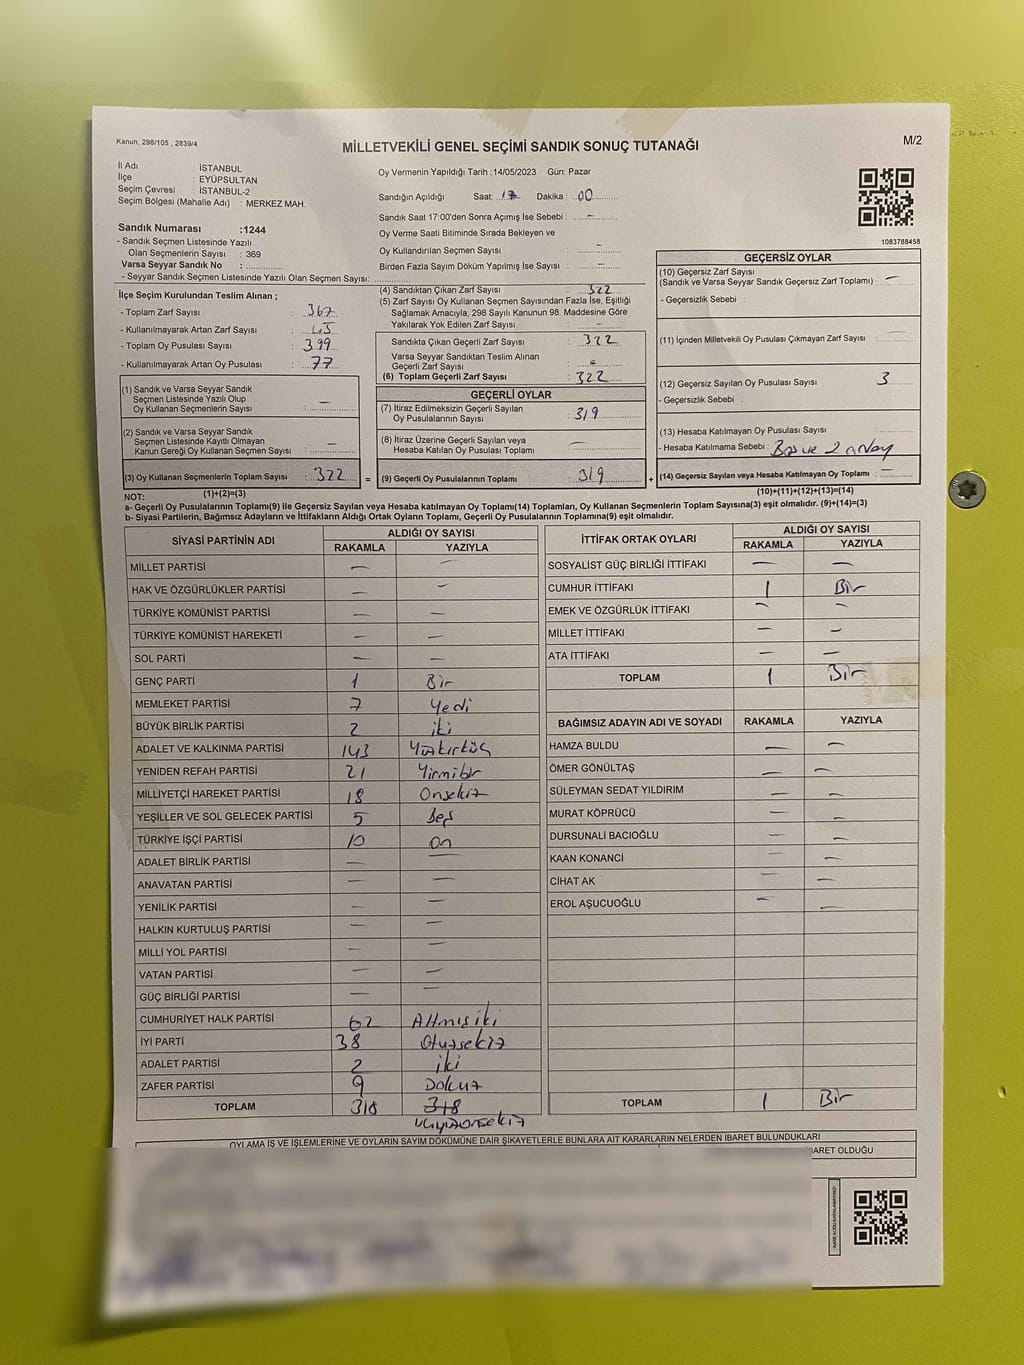 Kanun; 298/105 , 2839/4
MİLLETVEKİLİ GENEL SEÇİMİ SANDIK SONUÇ TUTANAĞI
M/2
İl Adı : İSTANBUL
İlçe : EYÜPSULTAN
Seçim Çevresi : İSTANBUL-2
Seçim Bölgesi (Mahalle Adı) : MERKEZ MAH.
Sandık Numarası :1244
- Sandık Seçmen Listesinde Yazılı
Olan Seçmenlerin Sayısı : 369
Varsa Seyyar Sandık No :
- Seyyar Sandık Seçmen Listesinde Yazılı Olan Seçmen Sayısı:
İlçe Seçim Kurulundan Teslim Alınan ;
- Toplam Zarf Sayısı : 367
- Kullanılmayarak Artan Zarf Sayısı : 45
- Toplam Oy Pusulası Sayısı : 399
- Kullanılmayarak Artan Oy Pusulası : 77
(1) Sandık ve Varsa Seyyar Sandık
Seçmen Listesinde Yazılı Olup
Oy Kullanan Seçmenlerin Sayısı : –
(2) Sandık ve Varsa Seyyar Sandık
Seçmen Listesinde Kayıtlı Olmayan
Kanun Gereği Oy Kullanan Seçmen Sayısı : –
(3) Oy Kullanan Seçmenlerin Toplam Sayısı : 322
(1)+(2)=(3)
Oy Vermenin Yapıldığı Tarih :14/05/2023 Gün: Pazar
Sandığın Açıldığı Saat: 17 Dakika : 00
Sandık Saat 17:00'den Sonra Açımış İse Sebebi : –
Oy Verme Saati Bitiminde Sırada Bekleyen ve
Oy Kullandırılan Seçmen Sayısı –
Birden Fazla Sayım Döküm Yapılmış İse Sayısı : –
(4) Sandıktan Çıkan Zarf Sayısı : 322
(5) Zarf Sayısı Oy Kullanan Seçmen Sayısından Fazla İse, Eşitliği
Sağlamak Amacıyla, 298 Sayılı Kanunun 98. Maddesine Göre
Yakılarak Yok Edilen Zarf Sayısı : –
Sandıkta Çıkan Geçerli Zarf Sayısı : 322
Varsa Seyyar Sandıktan Teslim Alınan
Geçerli Zarf Sayısı :
(6) Toplam Geçerli Zarf Sayısı : 322
GEÇERLİ OYLAR
(7) İtiraz Edilmeksizin Geçerli Sayılan
Oy Pusulalarının Sayısı : 319
(8) İtiraz Üzerine Geçerli Sayılan veya
Hesaba Katılan Oy Pusulası Toplamı : –
= (9) Geçerli Oy Pusulalarının Toplamı : 319
1083788458
GEÇERSİZ OYLAR
(10) Geçersiz Zarf Sayısı
(Sandık ve Varsa Seyyar Sandık Geçersiz Zarf Toplamı) : –
- Geçersizlik Sebebi :
(11) İçinden Milletvekili Oy Pusulası Çıkmayan Zarf Sayısı :
(12) Geçersiz Sayılan Oy Pusulası Sayısı : 3
- Geçersizlik Sebebi :
(13) Hesaba Katılmayan Oy Pusulası Sayısı :
- Hesaba Katılmama Sebebi : ve 2
+ (14) Geçersiz Sayılan veya Hesaba Katılmayan Oy Toplamı : –
(10)+(11)+(12)+(13)=(14)
NOT:
a- Geçerli Oy Pusulalarının Toplamı(9) ile Geçersiz Sayılan veya Hesaba katılmayan Oy Toplamı(14) Toplamları, Oy Kullanan Seçmenlerin Toplam Sayısına(3) eşit olmalıdır. (9)+(14)=(3)
b- Siyasi Partilerin, Bağımsız Adayların ve İttifakların Aldığı Ortak Oyların Toplamı, Geçerli Oy Pusulalarının Toplamına(9) eşit olmalıdır.
SİYASİ PARTİNİN ADI ALDIĞI OY SAYISI
RAKAMLA YAZIYLA
MİLLET PARTİSİ – –
HAK VE ÖZGÜRLÜKLER PARTİSİ – –
TÜRKİYE KOMÜNİST PARTİSİ – –
TÜRKİYE KOMÜNİST HAREKETİ – –
SOL PARTİ – –
GENÇ PARTİ 1 Bir
MEMLEKET PARTİSİ 7 Yedi
BÜYÜK BİRLİK PARTİSİ 2 iki
ADALET VE KALKINMA PARTİSİ 143 Yüzkırküç
YENİDEN REFAH PARTİSİ 21 Yirmibir
MİLLİYETÇİ HAREKET PARTİSİ 18 Onsekiz
YEŞİLLER VE SOL GELECEK PARTİSİ 5 Beş
TÜRKİYE İŞÇİ PARTİSİ 10 On
ADALET BİRLİK PARTİSİ – –
ANAVATAN PARTİSİ – –
YENİLİK PARTİSİ – –
HALKIN KURTULUŞ PARTİSİ – –
MİLLİ YOL PARTİSİ – –
VATAN PARTİSİ – –
GÜÇ BİRLİĞİ PARTİSİ – –
CUMHURİYET HALK PARTİSİ 62 Altmışiki
İYİ PARTİ 38 Otuzsekiz
ADALET PARTİSİ 2 iki
ZAFER PARTİSİ 9 Dokuz
TOPLAM 318 318
üçyüzonsekiz
İTTİFAK ORTAK OYLARI ALDIĞI OY SAYISI
RAKAMLA YAZIYLA
SOSYALİST GÜÇ BİRLİĞİ İTTİFAKI – –
CUMHUR İTTİFAKI 1 Bir
EMEK VE ÖZGÜRLÜK İTTİFAKI – –
MİLLET İTTİFAKI – –
ATA İTTİFAKI – –
TOPLAM 1 Bir
BAĞIMSIZ ADAYIN ADI VE SOYADI RAKAMLA YAZIYLA
HAMZA BULDU – –
ÖMER GÖNÜLTAŞ – –
SÜLEYMAN SEDAT YILDIRIM – –
MURAT KÖPRÜCÜ – –
DURSUNALİ BACIOĞLU – –
KAAN KONANCİ – –
CİHAT AK – –
EROL AŞUCUOĞLU – –
TOPLAM 1 Bir
OYLAMA İŞ VE İŞLEMLERİNE VE OYLARIN SAYIM DÖKÜMÜNE DAİR ŞİKAYETLERLE BUNLARA AİT KARARLARIN NELERDEN İBARET BULUNDUKLARI
İBARET OLDUĞU